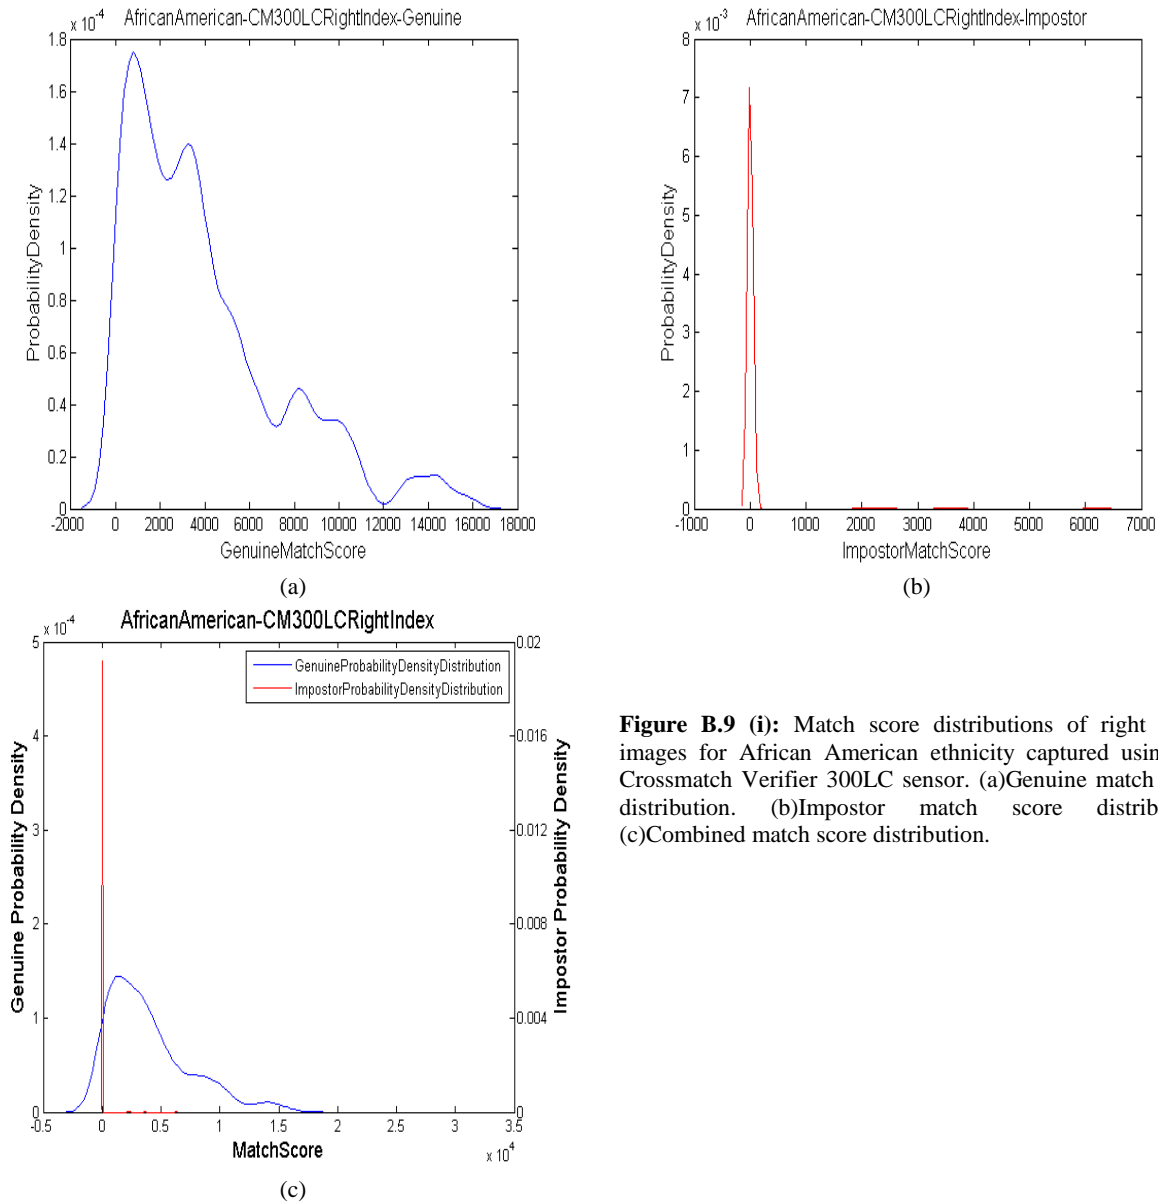 AfricanAmerican-CM300LCRightIndex-Genuine
x 10-4
1.8
1.6
1.4
1.2
1
0.8
0.6
0.4
0.2
0
-2000 0 2000 4000 6000 8000 10000 12000 14000 16000 18000
ProbabilityDensity
GenuineMatchScore
(a)
AfricanAmerican-CM300LCRightIndex-Impostor
x 10-3
8
7
6
5
4
3
2
1
0
-1000 0 1000 2000 3000 4000 5000 6000 7000
ProbabilityDensity
ImpostorMatchScore
(b)
AfricanAmerican-CM300LCRightIndex
x 10-4
5
4
3
2
1
0
0.02
0.016
0.012
0.008
0.004
0
-0.5 0 0.5 1 1.5 2 2.5 3 3.5
x 104
GenuineProbabilityDensityDistribution
ImpostorProbabilityDensityDistribution
Genuine Probability Density
Impostor Probability Density
MatchScore
(c)
Figure B.9 (i): Match score distributions of right
images for African American ethnicity captured usin
Crossmatch Verifier 300LC sensor. (a)Genuine match
distribution. (b)Impostor match score distrib
(c)Combined match score distribution.